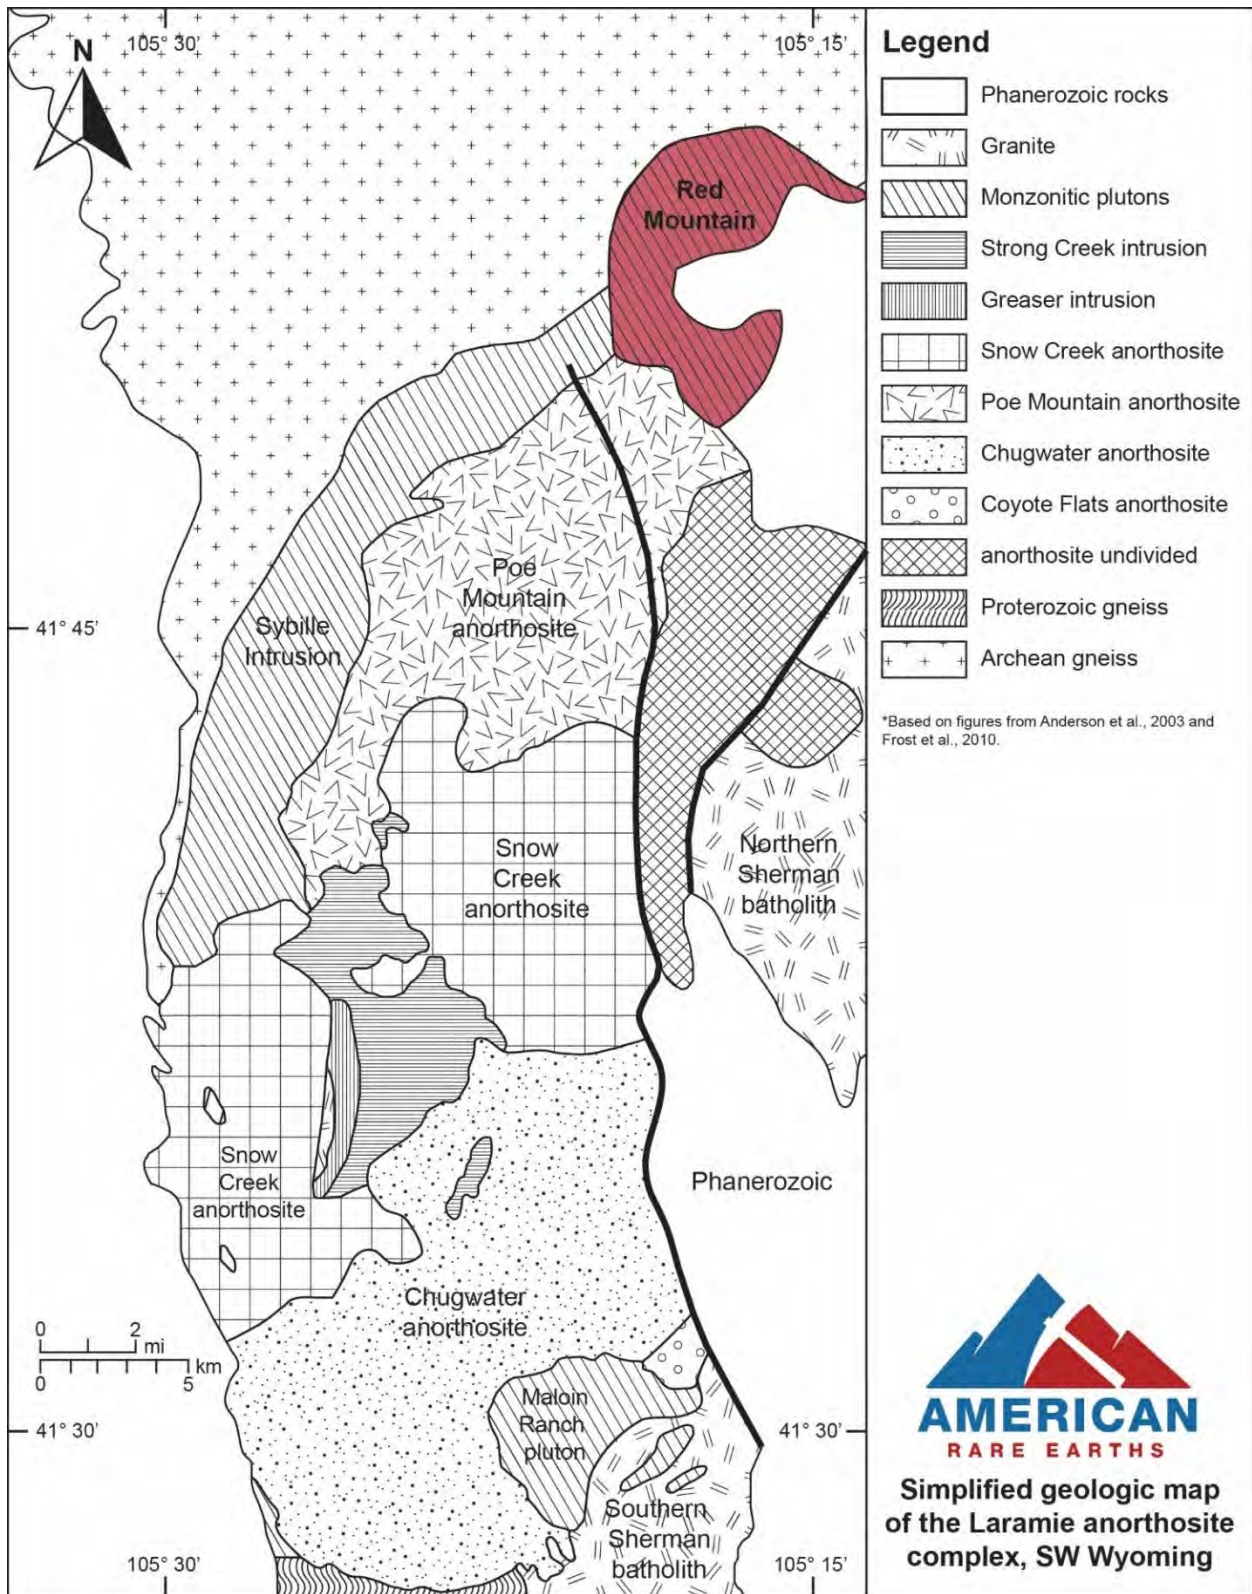 105° 30'
105° 15'
N
Red
Mountain
Poe
Mountain
anorthosite
41° 45'
Sybille
Intrusion
Snow
Creek
anorthosite
Northern
Sherman
batholith
Snow
Creek
anorthosite
Phanerozoic
Chugwater
anorthosite
0 2
mi
km
0 5
Maloin
Ranch
pluton
41° 30'
41° 30'
Southern
Sherman
batholith
105° 30'
105° 15'
Legend
Phanerozoic rocks
Granite
Monzonitic plutons
Strong Creek intrusion
Greaser intrusion
Snow Creek anorthosite
Poe Mountain anorthosite
Chugwater anorthosite
Coyote Flats anorthosite
anorthosite undivided
Proterozoic gneiss
Archean gneiss
*Based on figures from Anderson et al., 2003 and
Frost et al., 2010.
AMERICAN
RARE EARTHS
Simplified geologic map
of the Laramie anorthosite
complex, SW Wyoming